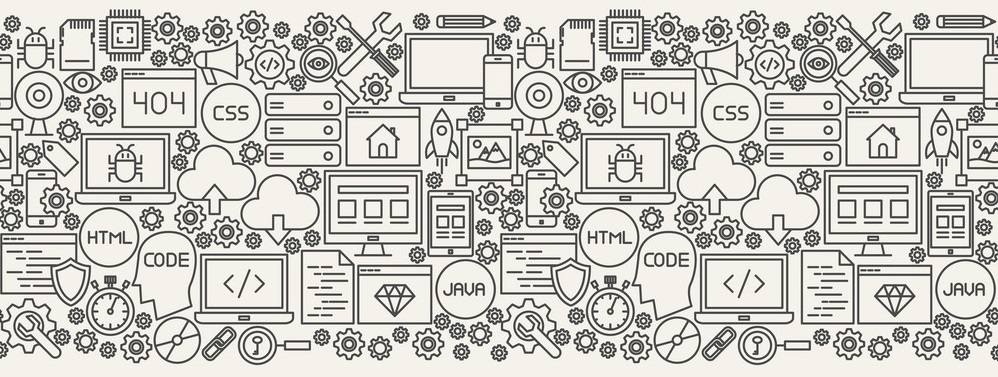 </>
404
CSS
</>
404
CSS
HTML
CODE
</>
JAVA
HTML
CODE
</>
JAVA